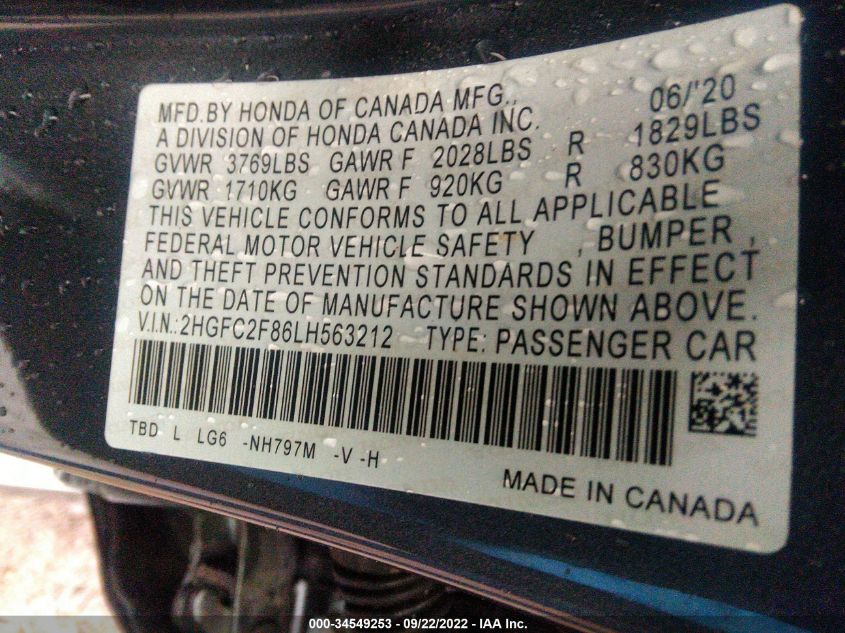 MFD.BY HONDA OF CANADA MFG., 06/'20
A DIVISION OF HONDA CANADA INC.
GVWR 3769LBS GAWR F 2028LBS R 1829LBS
GVWR 1710KG GAWR F 920KG R 830KG
THIS VEHICLE CONFORMS TO ALL APPLICABLE
FEDERAL MOTOR VEHICLE SAFETY , BUMPER ,
AND THEFT PREVENTION STANDARDS IN EFFECT
ON THE DATE OF MANUFACTURE SHOWN ABOVE.
V.I.N.:2HGFC2F86LH563212 TYPE: PASSENGER CAR
TBD L LG6 -NH797M -V -H
MADE IN CANADA
000-34549253 - 09/22/2022 - IAA Inc.